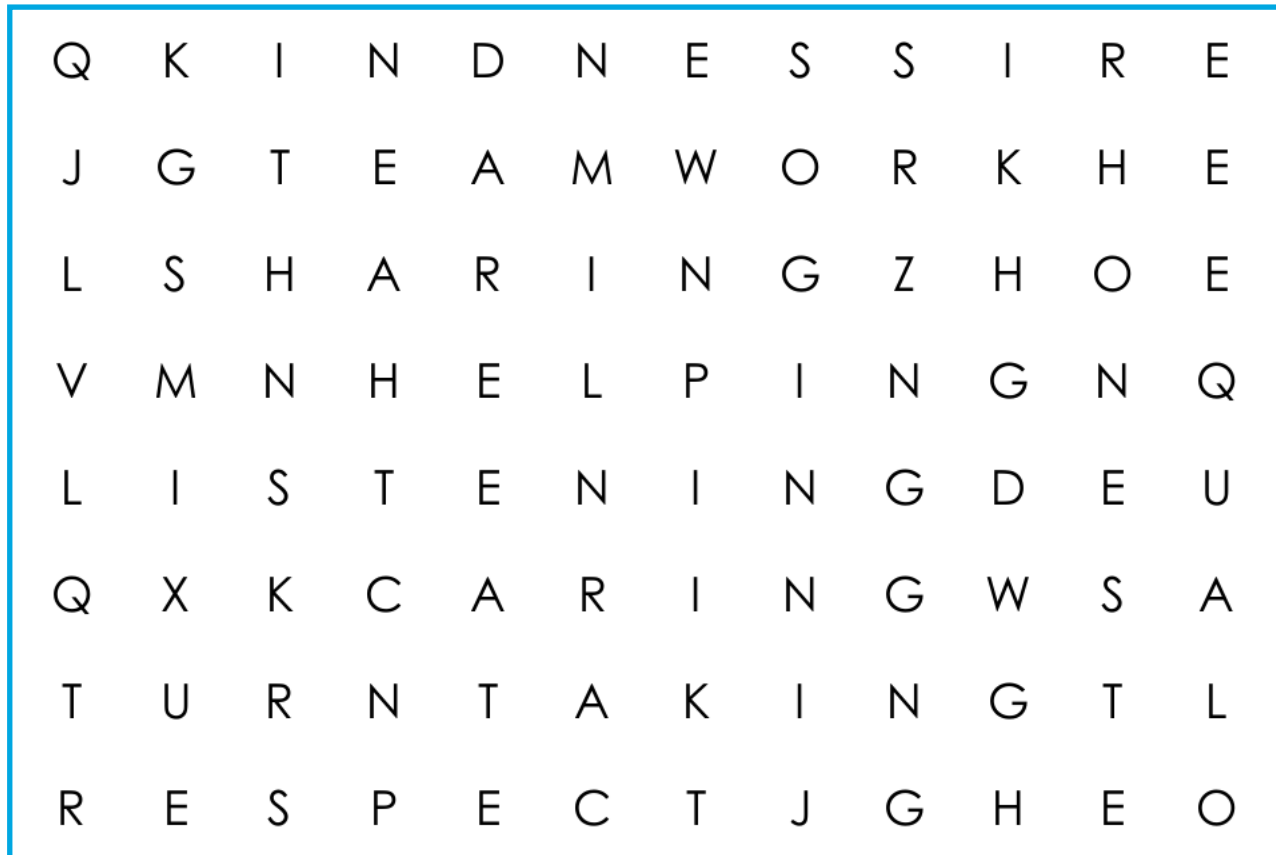 Q K I N D N E S S I R E
J G T E A M W O R K H E
L S H A R I N G Z H O E
V M N H E L P I N G N Q
L I S T E N I N G D E U
Q X K C A R I N G W S A
T U R N T A K I N G T L
R E S P E C T J G H E O